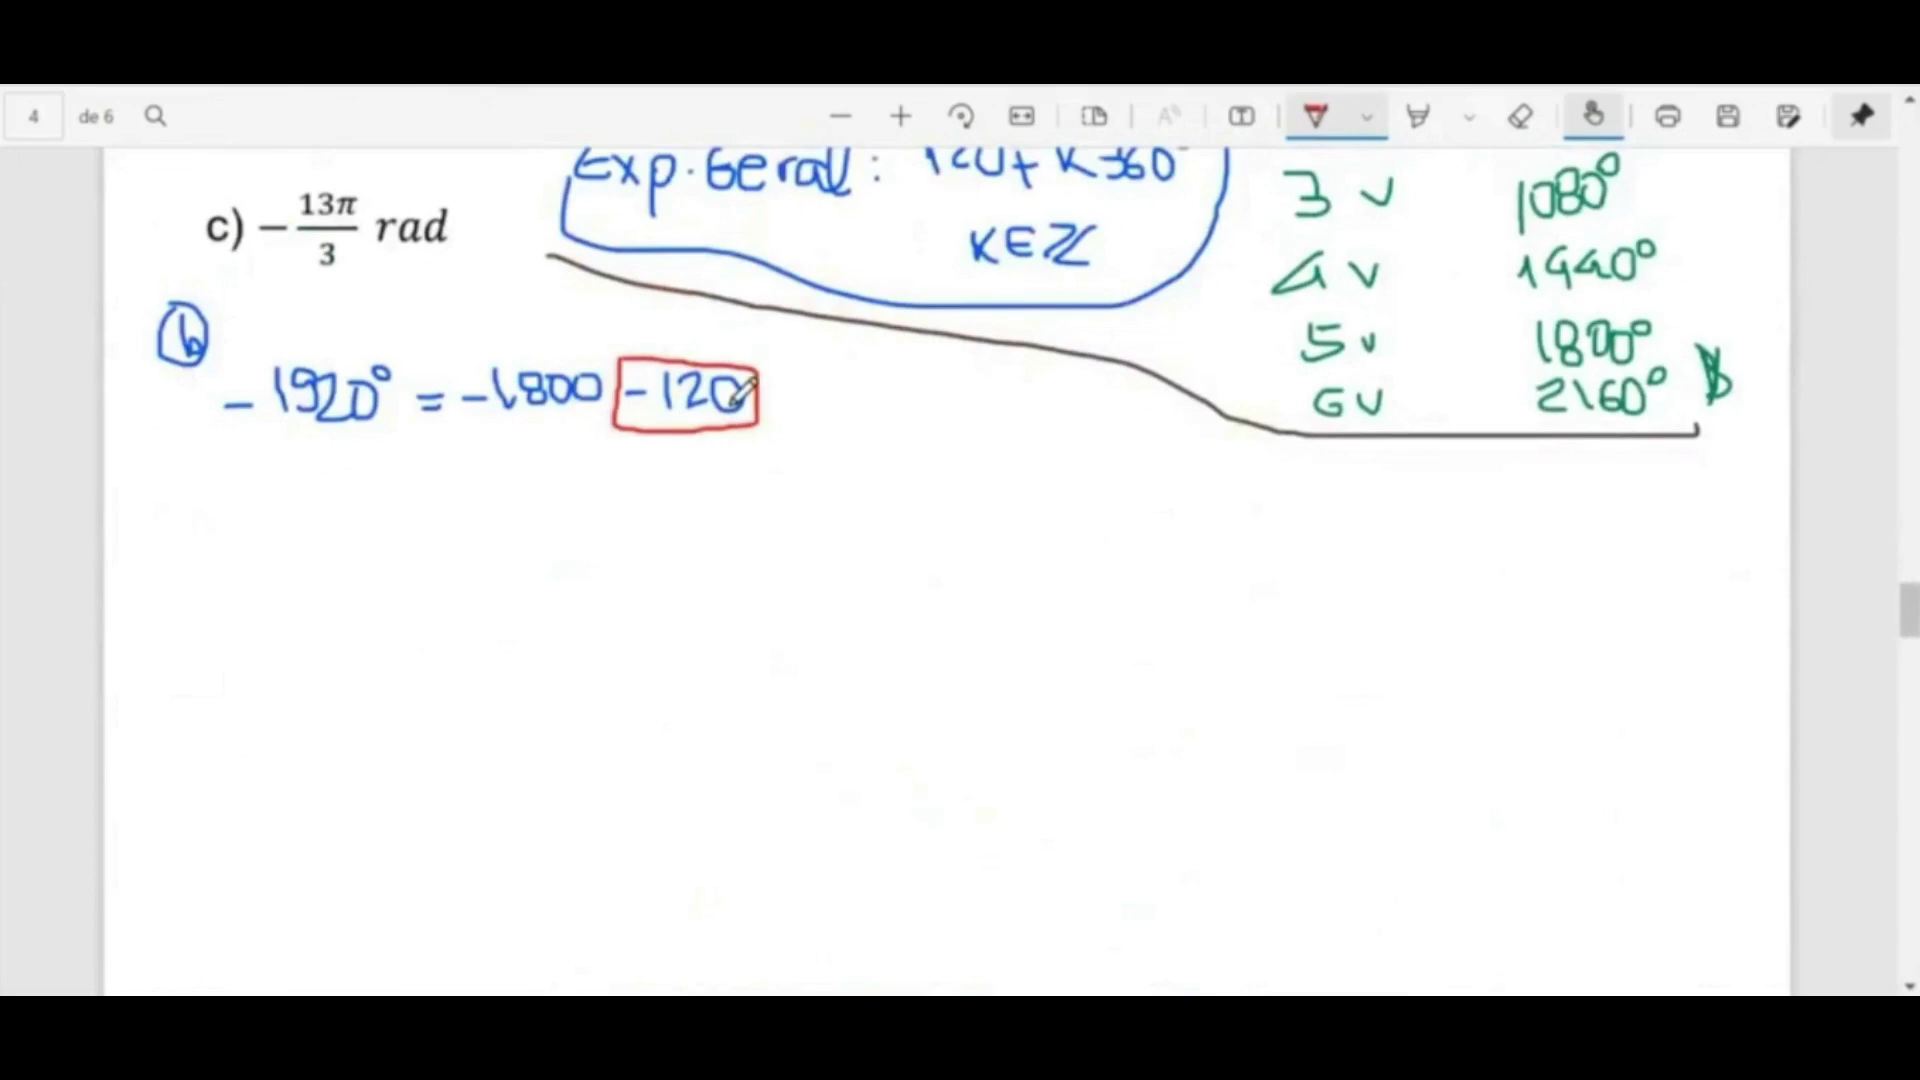 4 de 6
Exp. Geral: 120+ K360°
K∈ℤ
c) −13π/3 rad
3 v 1080°
4 v 1440°
5 v 1800°
6 v 2160°
b
- 1920° = -1800 -120